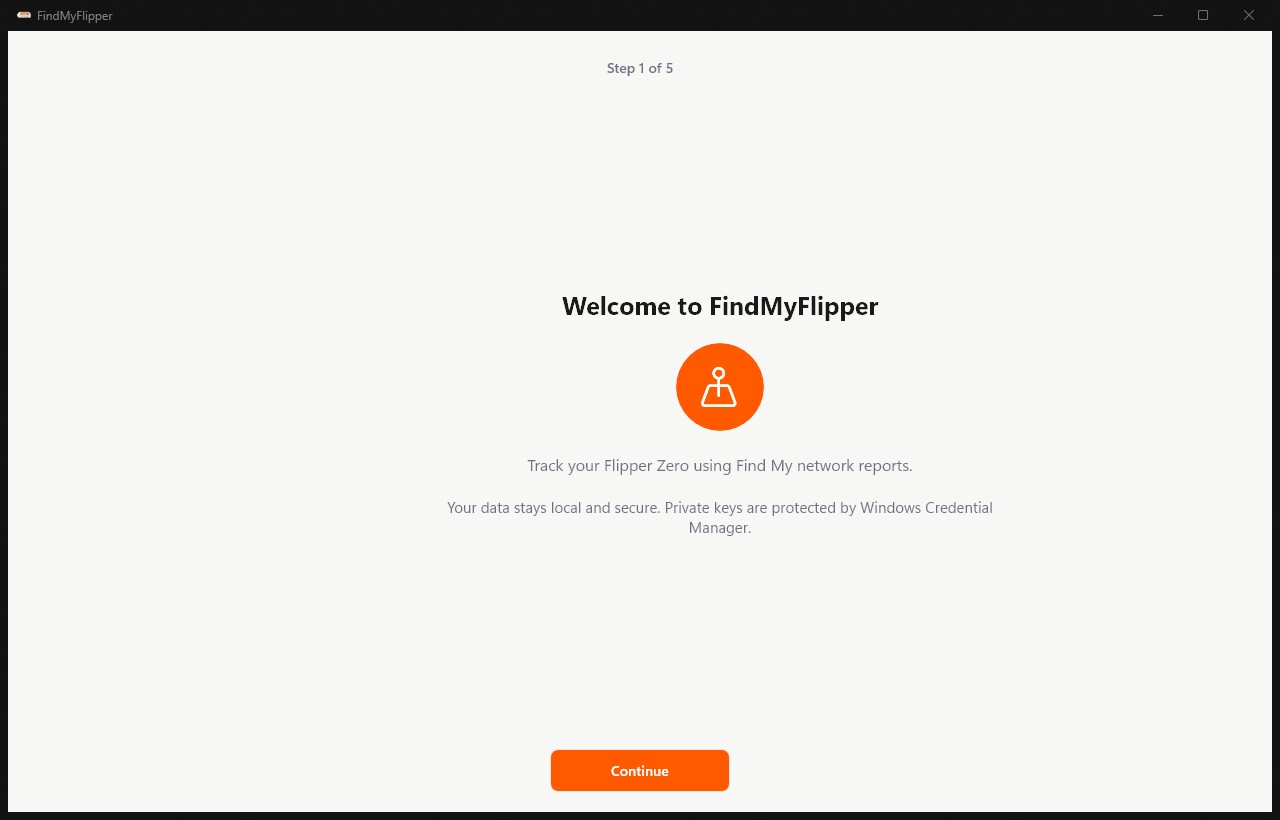 FindMyFlipper
Step 1 of 5
Welcome to FindMyFlipper
Track your Flipper Zero using Find My network reports.
Your data stays local and secure. Private keys are protected by Windows Credential
Manager.
Continue